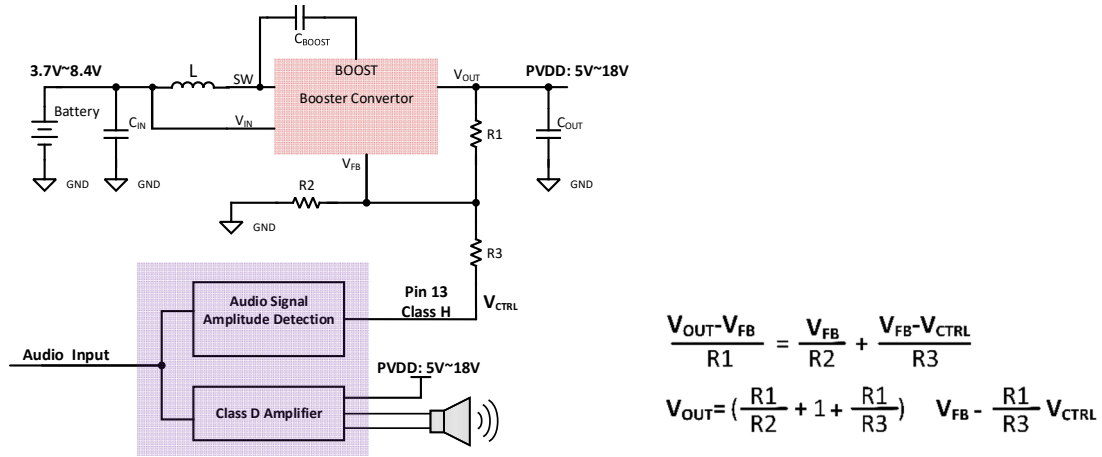 C_BOOST
3.7V~8.4V
L
SW
BOOST
Booster Convertor
V_OUT
PVDD: 5V~18V
Battery
C_IN
V_IN
R1
C_OUT
V_FB
GND
GND
GND
R2
GND
R3
Audio Signal
Amplitude Detection
Pin 13
Class H
V_CTRL
Audio Input
PVDD: 5V~18V
Class D Amplifier
V_OUT-V_FB / R1 = V_FB / R2 + V_FB-V_CTRL / R3
V_OUT= ( R1 / R2 + 1 + R1 / R3 ) V_FB - R1 / R3 V_CTRL